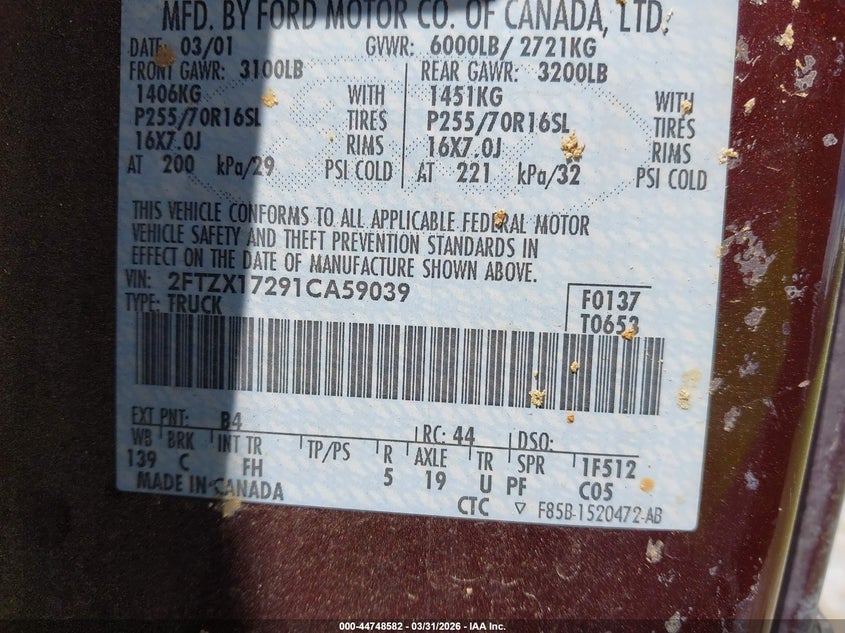 MFD. BY FORD MOTOR CO. OF CANADA, LTD.
DATE: 03/01 GVWR: 6000LB/ 2721KG
FRONT GAWR: 3100LB REAR GAWR: 3200LB
1406KG WITH 1451KG WITH
P255/70R16SL TIRES P255/70R16SL TIRES
16X7.0J RIMS 16X7.0J RIMS
AT 200 kPa/29 PSI COLD AT 221 kPa/32 PSI COLD
THIS VEHICLE CONFORMS TO ALL APPLICABLE FEDERAL MOTOR
VEHICLE SAFETY AND THEFT PREVENTION STANDARDS IN
EFFECT ON THE DATE OF MANUFACTURE SHOWN ABOVE.
VIN: 2FTZX17291CA59039 F0137
TYPE: TRUCK T0653
EXT PNT: B4 RC: 44 DSO:
WB BRK INT TR TP/PS R AXLE TR SPR 1F512
139 C FH 5 19 U PF C05
MADE IN CANADA CTC ▽ F85B-1520472-AB
000-44748582 — 03/31/2026 — IAA Inc.